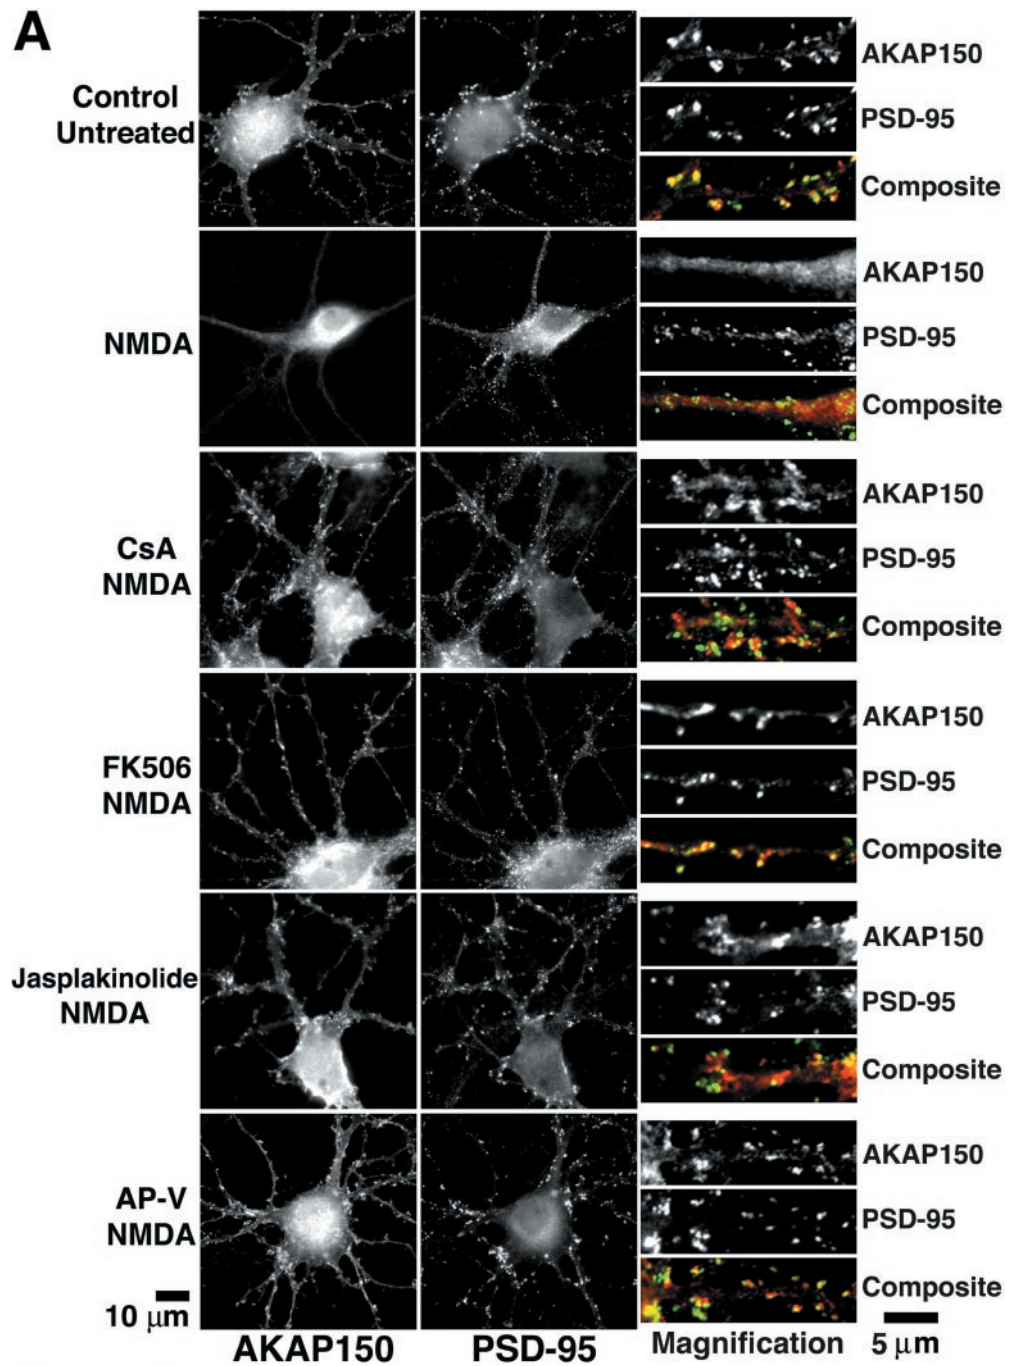 A
Control
Untreated
AKAP150
PSD-95
Composite
NMDA
AKAP150
PSD-95
Composite
CsA
NMDA
AKAP150
PSD-95
Composite
FK506
NMDA
AKAP150
PSD-95
Composite
Jasplakinolide
NMDA
AKAP150
PSD-95
Composite
AP-V
NMDA
AKAP150
PSD-95
Composite
10 μm
AKAP150
PSD-95
Magnification
5 μm